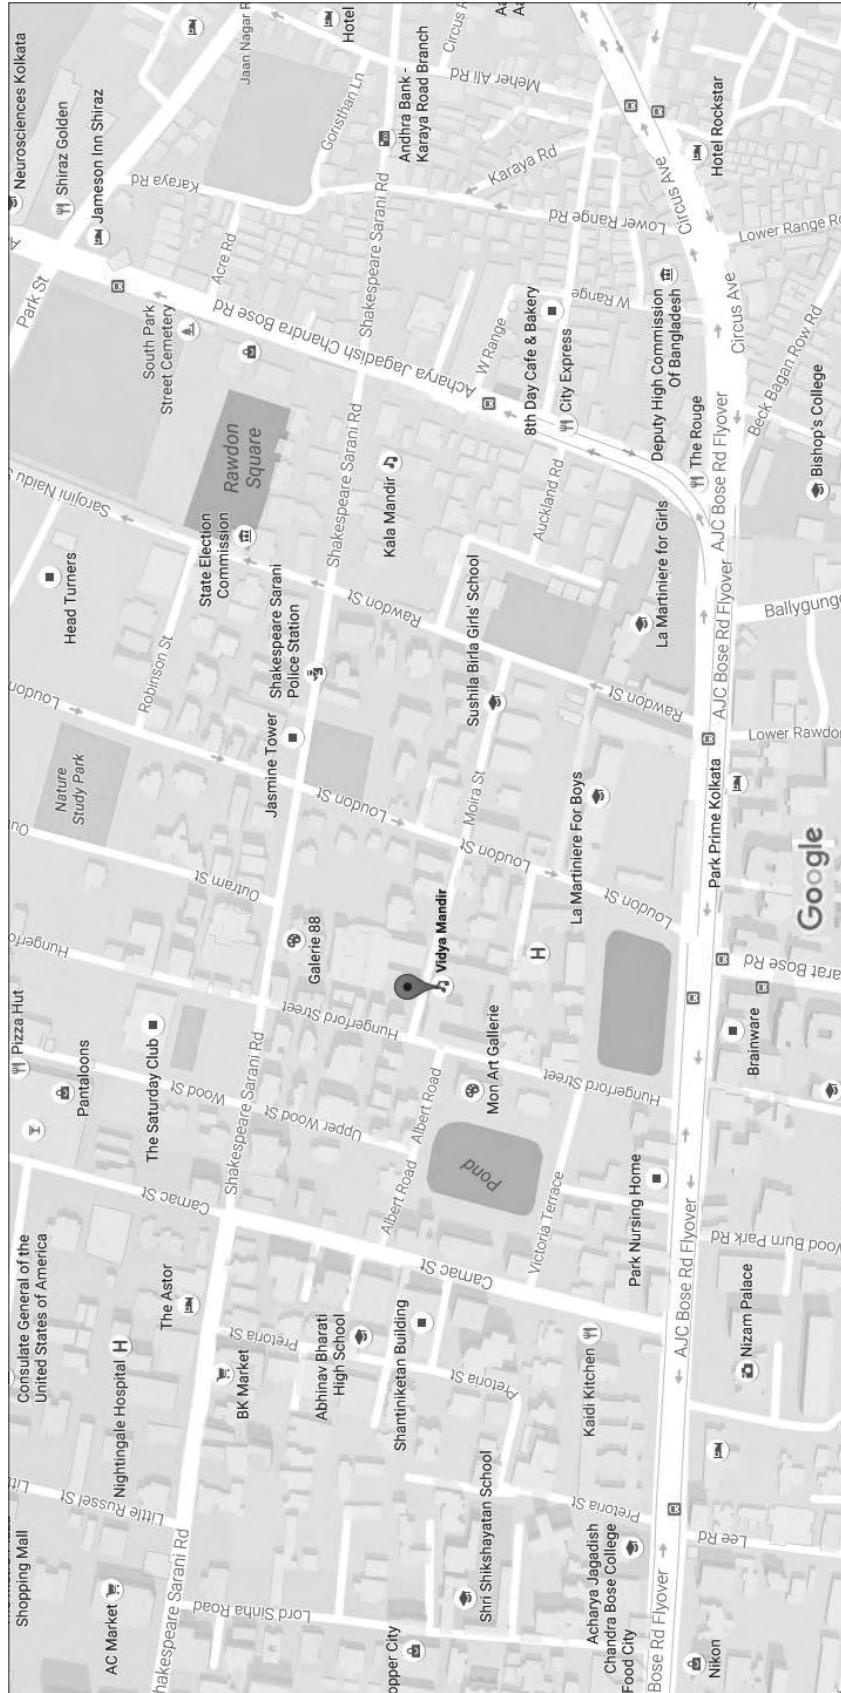 Neurosciences Kolkata
Shiraz Golden
Jameson Inn Shiraz
Park St
Jaan Nagar R
Hotel
Circus R
Goristhan Ln
Andhra Bank -
Karaya Road Branch
Meher Ali Rd
Karaya Rd
Karaya Rd
Acre Rd
Shakespeare Sarani Rd
Lower Range Rd
Circus Ave
Hotel Rockstar
Lower Range Ro
South Park
Street Cemetery
Acharya Jagadish Chandra Bose Rd
W Range
W Range
8th Day Cafe & Bakery
City Express
Deputy High Commission
Of Bangladesh
Circus Ave
Beck Bagan Row Rd
The Rouge
Bishop's College
AJC Bose Rd Flyover
Sarojini Naidu S
Rawdon
Square
Shakespeare Sarani Rd
Kala Mandir
Auckland Rd
La Martiniere for Girls
Head Turners
State Election
Commission
Robinson St
Shakespeare Sarani
Police Station
Rawdon St
Sushila Birla Girls' School
Rawdon St
AJC Bose Rd Flyover
Ballygunge
Lower Rawdon
Loudon St
Nature
Study Park
Jasmine Tower
Loudon St
Moira St
Loudon St
La Martiniere For Boys
Loudon St
Park Prime Kolkata
Google
Ou
Outram St
Hungerford
Galerie 88
Vidya Mandir
H
arat Bose Rd
Pizza Hut
Pantaloons
The Saturday Club
Hungerford Street
Wood St
Shakespeare Sarani Rd
Upper Wood St
Albert Road
Albert Road
Mon Art Gallerie
Hungerford Street
Brainware
Pond
Victoria Terrace
Park Nursing Home
Wood Burn Park Rd
Camac St
Camac St
AJC Bose Rd Flyover
Consulate General of the
United States of America
The Astor
Nightingale Hospital
H
Pretoria St
BK Market
Abhinav Bharati
High School
Shantiniketan Building
Pretoria St
Kaidi Kitchen
Nizam Palace
Litt
Little Russel St
Shopping Mall
AC Market
Shri Shikshayatan School
Pretoria St
Lee Rd
hakespeare Sarani Rd
Lord Sinha Road
opper City
Acharya Jagadish
Chandra Bose College
Food City
Bose Rd Flyover
Nikon